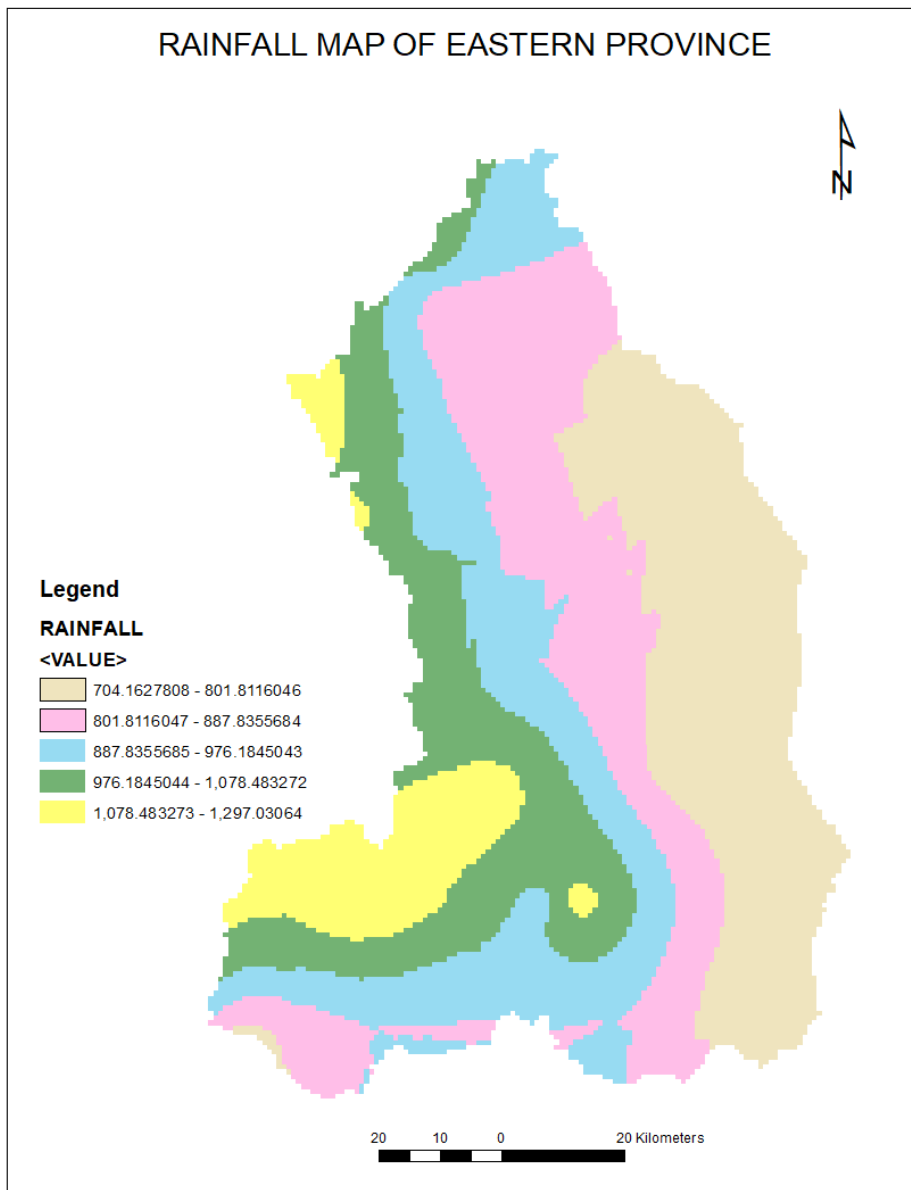 RAINFALL MAP OF EASTERN PROVINCE
N
Legend
RAINFALL
<VALUE>
704.1627808 - 801.8116046
801.8116047 - 887.8355684
887.8355685 - 976.1845043
976.1845044 - 1,078.483272
1,078.483273 - 1,297.03064
20 10 0 20 Kilometers